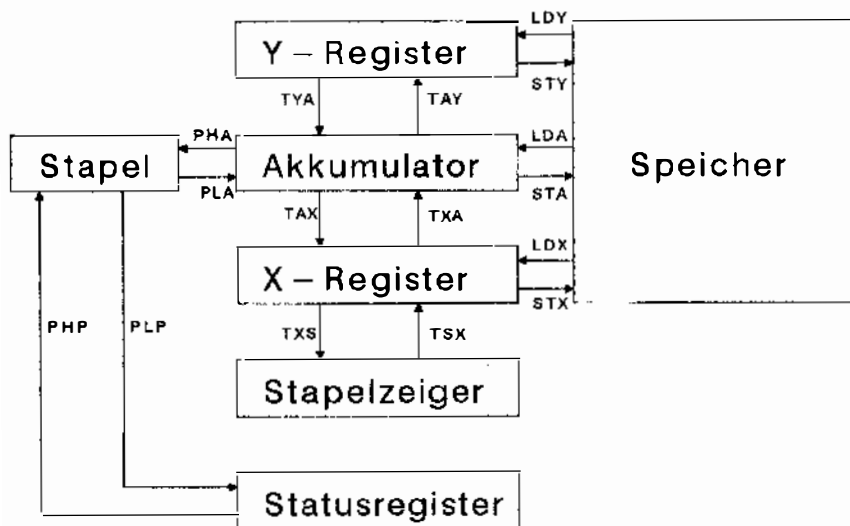 LDY
Y – Register
STY
TYA
TAY
PHA
LDA
Stapel
Akkumulator
Speicher
PLA
STA
TAX
TXA
LDX
X – Register
STX
PHP
PLP
TXS
TSX
Stapelzeiger
Statusregister